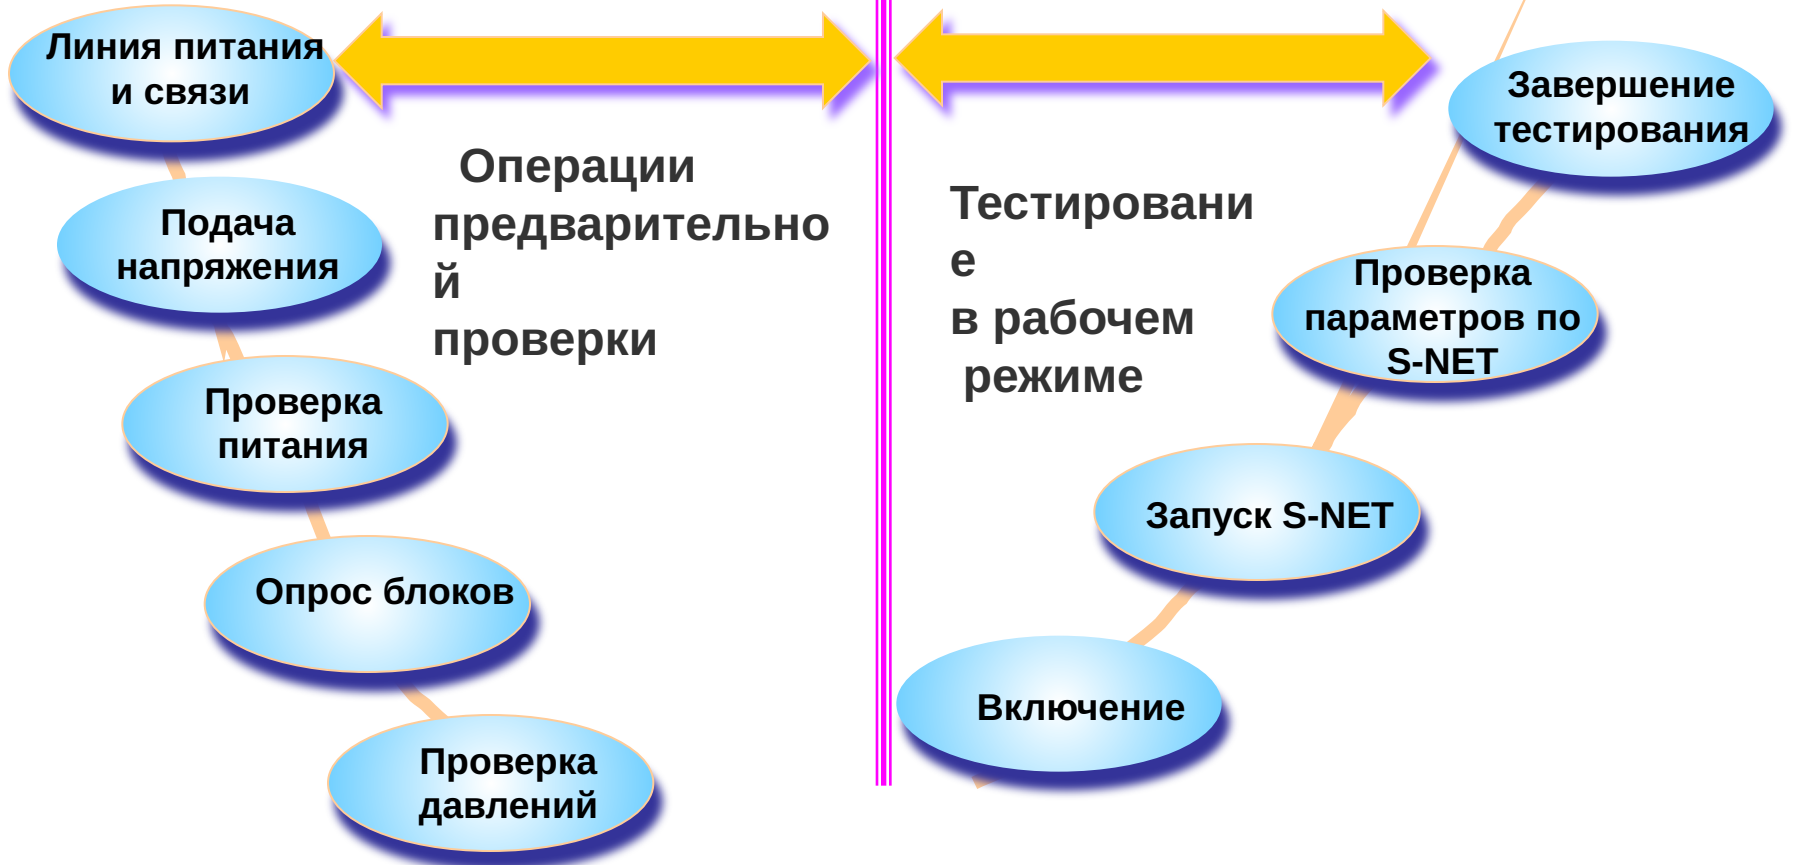 Линия питания
и связи
Подача
напряжения
Проверка
питания
Опрос блоков
Проверка
давлений
Операции
предварительно
й
проверки
Тестировани
е
в рабочем
режиме
Завершение
тестирования
Проверка
параметров по
S-NET
Запуск S-NET
Включение